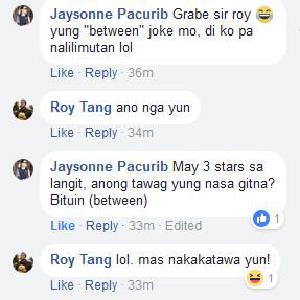 Jaysonne Pacurib Grabe sir roy 😂
yung "between" joke mo, di ko pa
nalilimutan lol
Like · Reply · 36m
Roy Tang ano nga yun
Like · Reply · 34m
Jaysonne Pacurib May 3 stars sa
langit, anong tawag yung nasa gitna?
Bituin (between)
Like · Reply · 33m · Edited
1
Roy Tang lol. mas nakakatawa yun!
Like · Reply · 33m
1